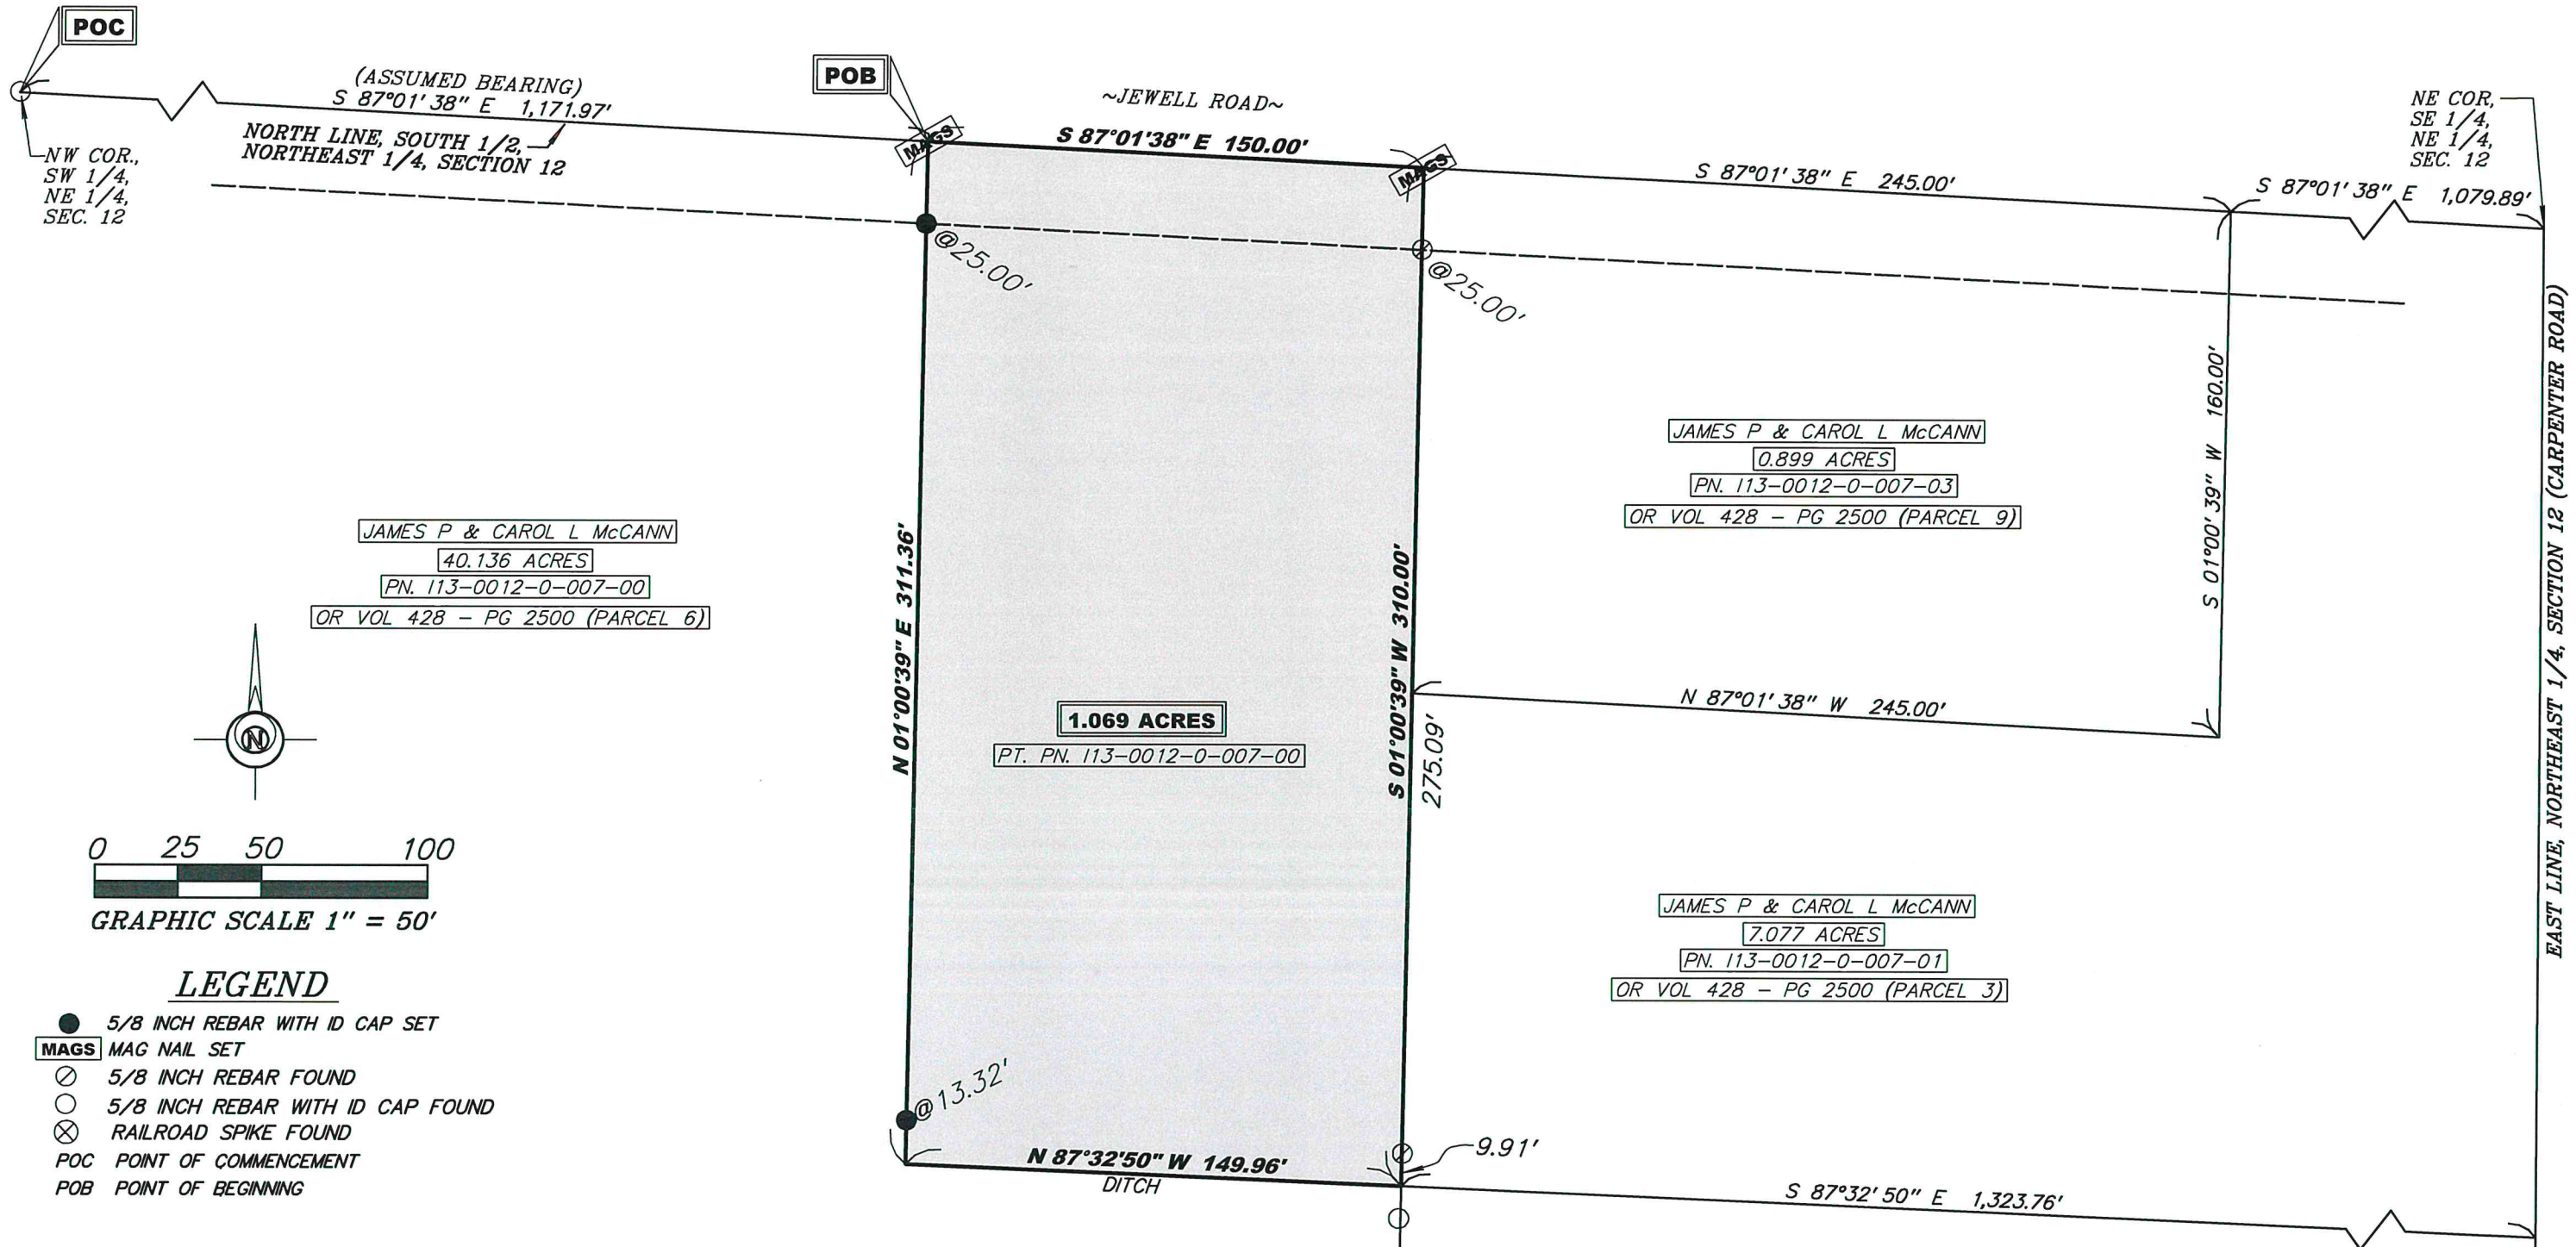 POC
(ASSUMED BEARING)
S 87°01'38" E 1,171.97'
NORTH LINE, SOUTH 1/2,
NORTHEAST 1/4, SECTION 12
NW COR.,
SW 1/4,
NE 1/4,
SEC. 12
POB
~JEWELL ROAD~
MAGS
S 87°01'38" E 150.00'
MAGS
S 87°01'38" E 245.00'
NE COR,
SE 1/4,
NE 1/4,
SEC. 12
S 87°01'38" E 1,079.89'
@25.00'
@25.00'
S 01°00'39" W 160.00'
EAST LINE, NORTHEAST 1/4, SECTION 12 (CARPENTER ROAD)
JAMES P & CAROL L McCANN
0.899 ACRES
PN. I13-0012-0-007-03
OR VOL 428 - PG 2500 (PARCEL 9)
JAMES P & CAROL L McCANN
40.136 ACRES
PN. I13-0012-0-007-00
OR VOL 428 - PG 2500 (PARCEL 6)
N 01°00'39" E 311.36'
S 01°00'39" W 310.00'
275.09'
N 87°01'38" W 245.00'
1.069 ACRES
PT. PN. I13-0012-0-007-00
N
0 25 50 100
GRAPHIC SCALE 1" = 50'
JAMES P & CAROL L McCANN
7.077 ACRES
PN. I13-0012-0-007-01
OR VOL 428 - PG 2500 (PARCEL 3)
LEGEND
5/8 INCH REBAR WITH ID CAP SET
MAGS MAG NAIL SET
5/8 INCH REBAR FOUND
5/8 INCH REBAR WITH ID CAP FOUND
RAILROAD SPIKE FOUND
POC POINT OF COMMENCEMENT
POB POINT OF BEGINNING
@13.32'
N 87°32'50" W 149.96'
DITCH
9.91'
S 87°32'50" E 1,323.76'